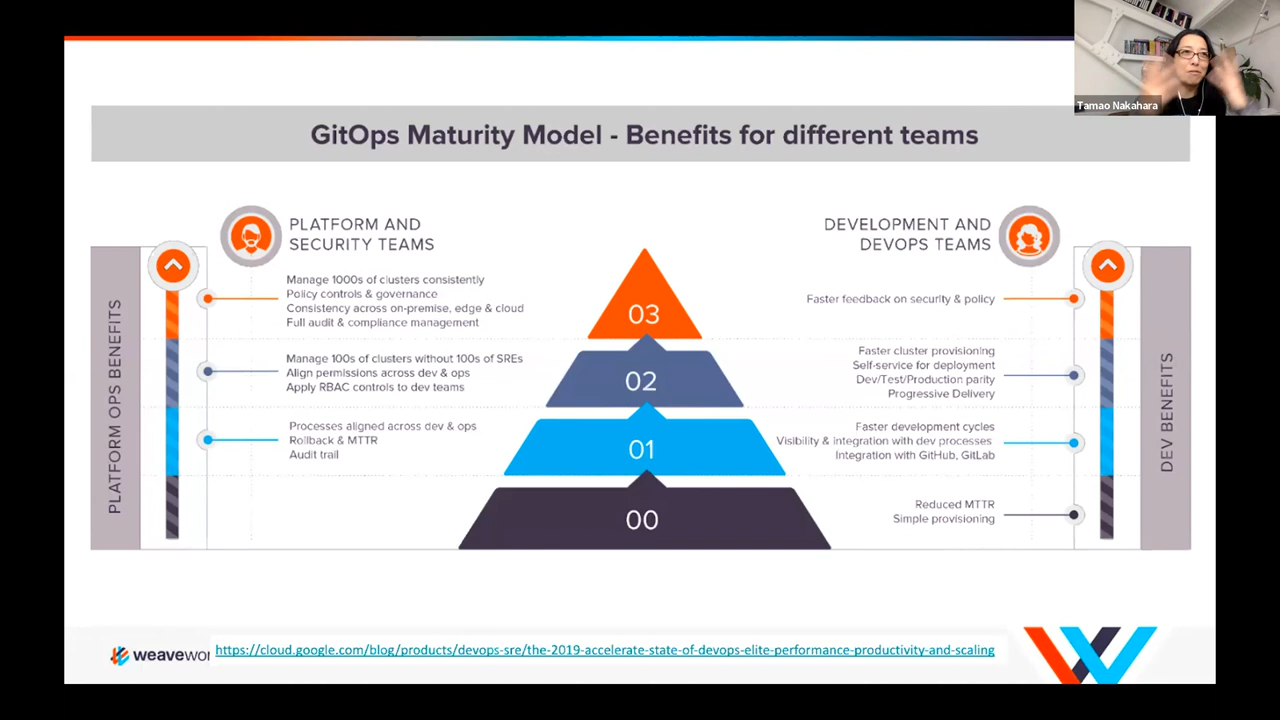 Tamao Nakahara
GitOps Maturity Model - Benefits for different teams
PLATFORM AND
SECURITY TEAMS
DEVELOPMENT AND
DEVOPS TEAMS
PLATFORM OPS BENEFITS
Manage 1000s of clusters consistently
Policy controls & governance
Consistency across on-premise, edge & cloud
Full audit & compliance management
Manage 100s of clusters without 100s of SREs
Align permissions across dev & ops
Apply RBAC controls to dev teams
Processes aligned across dev & ops
Rollback & MTTR
Audit trail
03
02
01
00
Faster feedback on security & policy
Faster cluster provisioning
Self-service for deployment
Dev/Test/Production parity
Progressive Delivery
Faster development cycles
Visibility & integration with dev processes
Integration with GitHub, GitLab
Reduced MTTR
Simple provisioning
DEV BENEFITS
weavewor
https://cloud.google.com/blog/products/devops-sre/the-2019-accelerate-state-of-devops-elite-performance-productivity-and-scaling